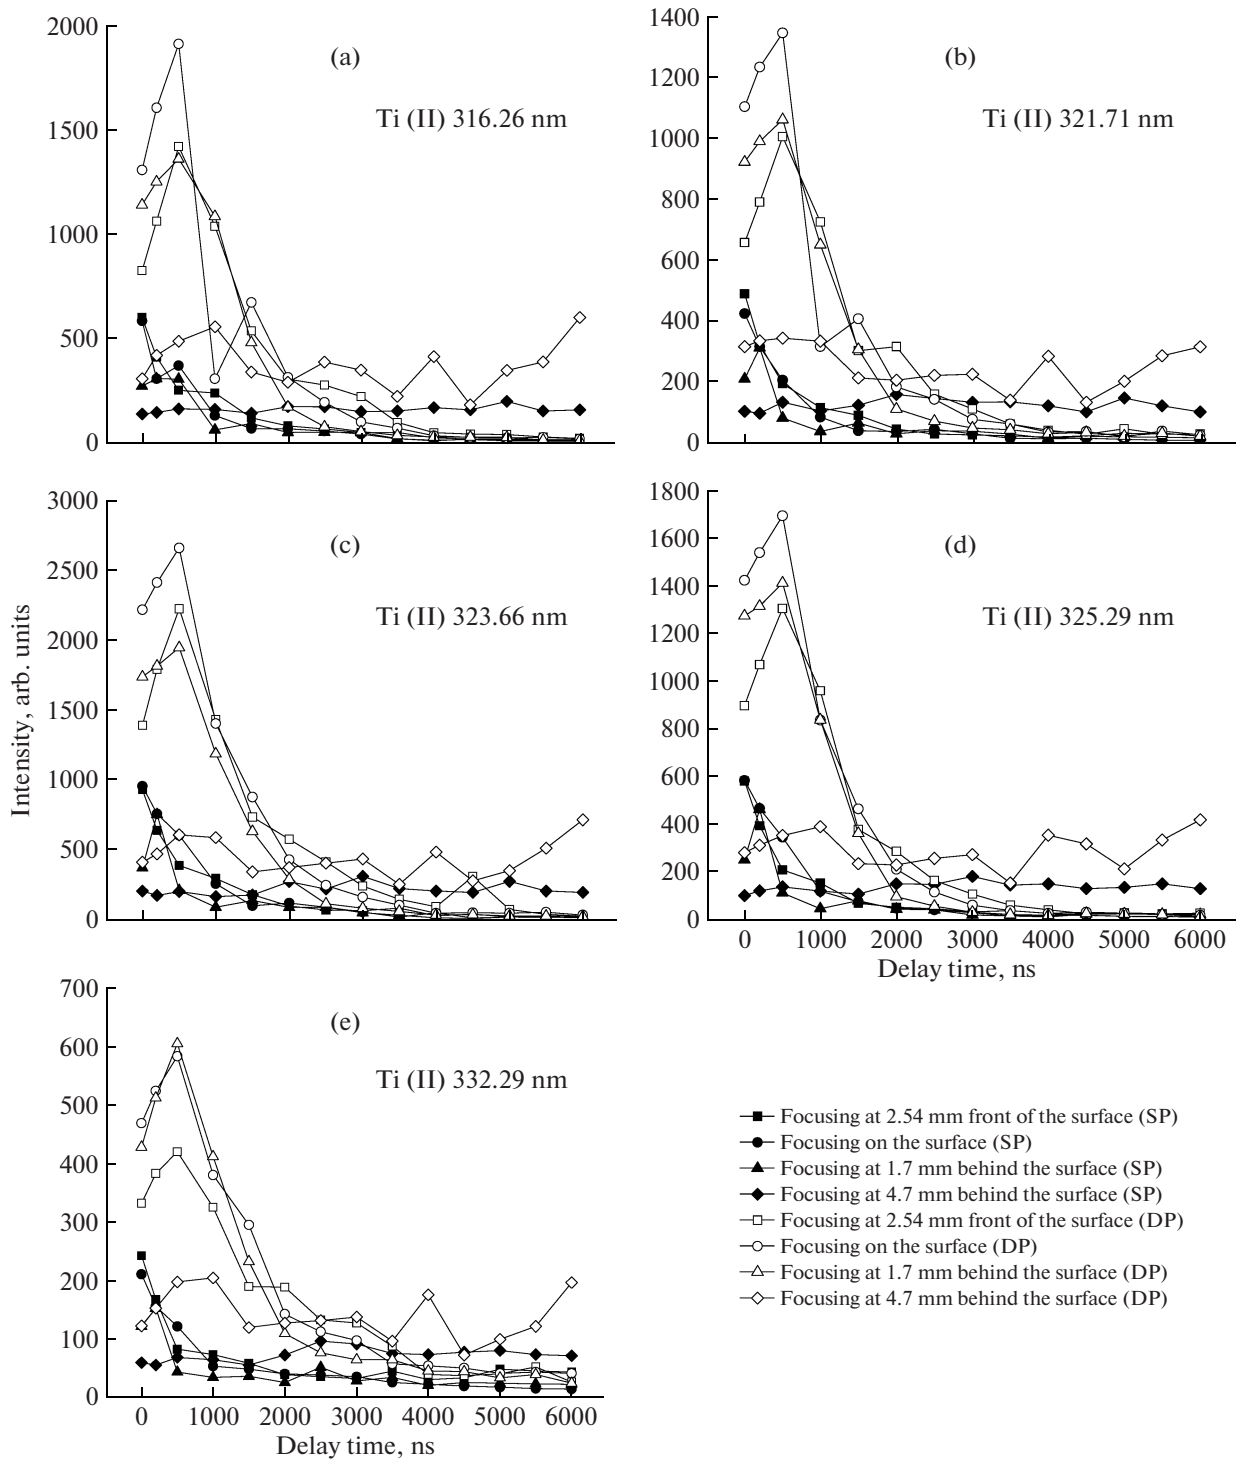 (a)
Ti (II) 316.26 nm
2000
1500
1000
500
0
(b)
Ti (II) 321.71 nm
1400
1200
1000
800
600
400
200
0
(c)
Ti (II) 323.66 nm
3000
2500
2000
1500
1000
500
0
Intensity, arb. units
(d)
Ti (II) 325.29 nm
1800
1600
1400
1200
1000
800
600
400
200
0
0 1000 2000 3000 4000 5000 6000
Delay time, ns
(e)
Ti (II) 332.29 nm
700
600
500
400
300
200
100
0
0 1000 2000 3000 4000 5000 6000
Delay time, ns
Focusing at 2.54 mm front of the surface (SP)
Focusing on the surface (SP)
Focusing at 1.7 mm behind the surface (SP)
Focusing at 4.7 mm behind the surface (SP)
Focusing at 2.54 mm front of the surface (DP)
Focusing on the surface (DP)
Focusing at 1.7 mm behind the surface (DP)
Focusing at 4.7 mm behind the surface (DP)